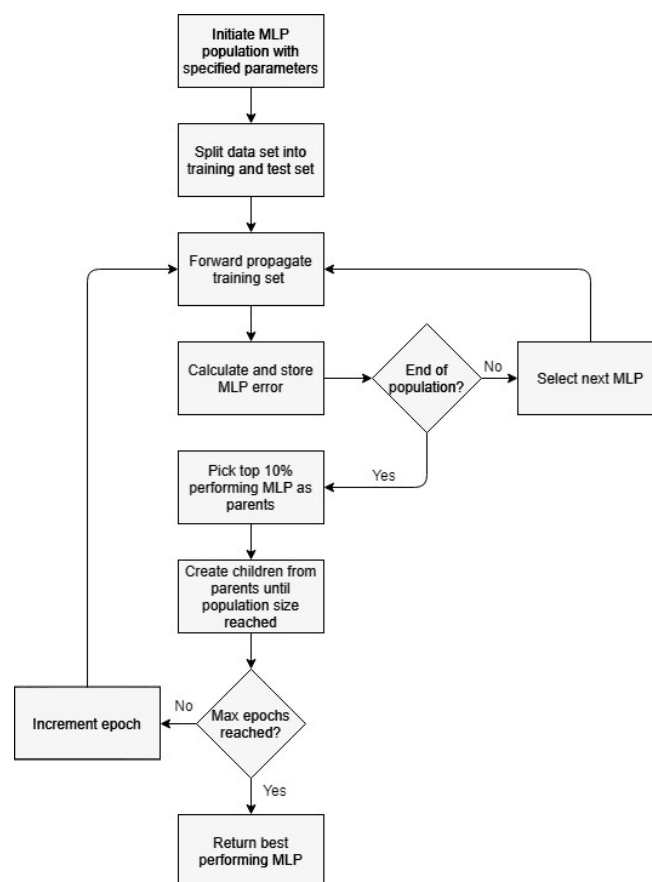 Initiate MLP
population with
specified parameters
Split data set into
training and test set
Forward propagate
training set
Calculate and store
MLP error
End of
population?
No
Select next MLP
Yes
Pick top 10%
performing MLP as
parents
Create children from
parents until
population size
reached
Max epochs
reached?
No
Increment epoch
Yes
Return best
performing MLP